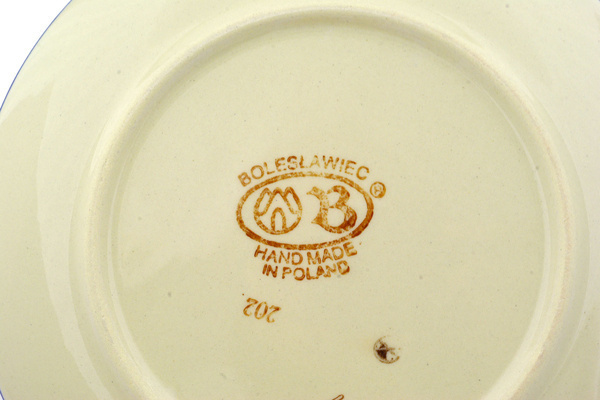 BOLESŁAWIEC
B ®
HAND MADE
IN POLAND
202